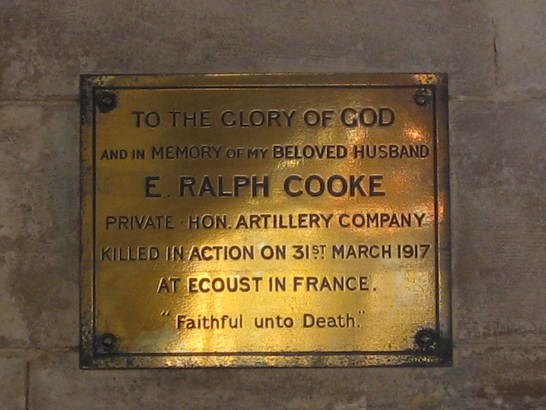 TO THE GLORY OF GOD
AND IN MEMORY OF MY BELOVED HUSBAND
E. RALPH COOKE
PRIVATE · HON. ARTILLERY COMPANY
KILLED IN ACTION ON 31ST MARCH 1917
AT ECOUST IN FRANCE.
"Faithful unto Death."